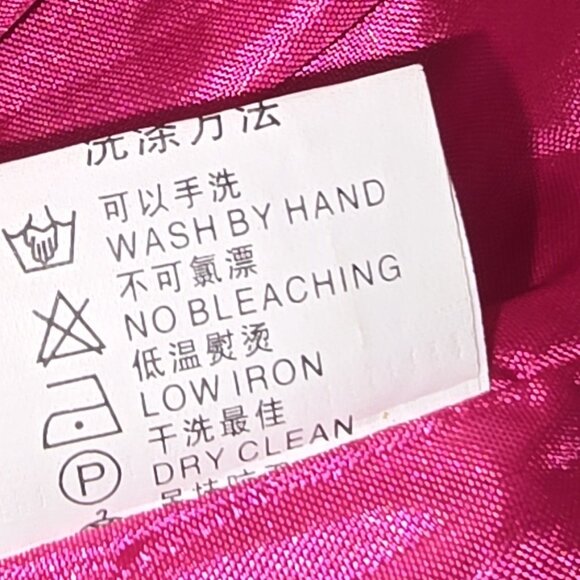 洗涤方法
可以手洗
WASH BY HAND
不可氯漂
NO BLEACHING
低温熨烫
LOW IRON
干洗最佳
P
DRY CLEAN